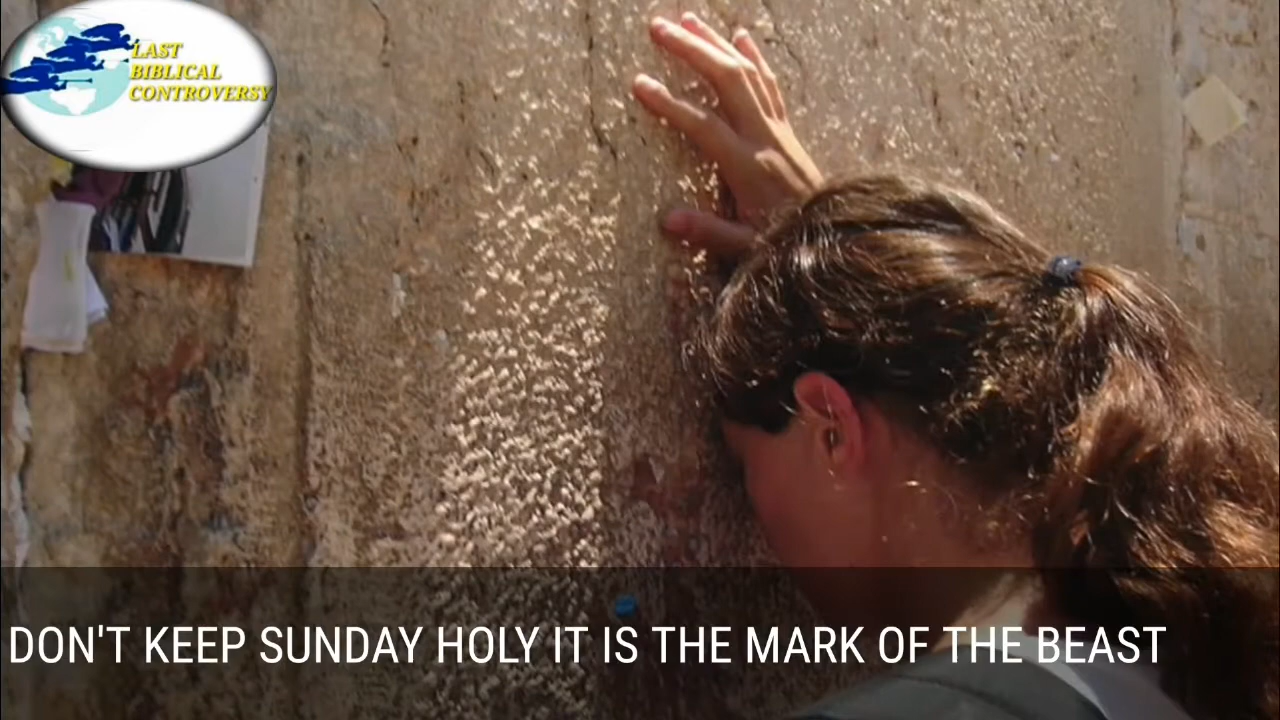 LAST
BIBLICAL
CONTROVERSY
DON'T KEEP SUNDAY HOLY IT IS THE MARK OF THE BEAST